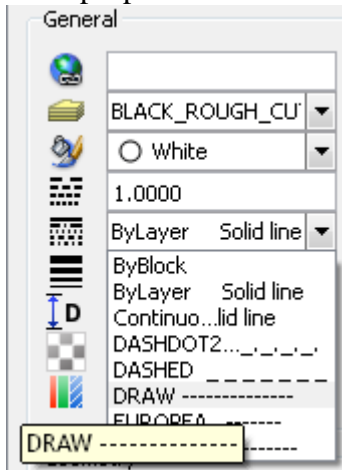 General
BLACK_ROUGH_CU
White
1.0000
ByLayer Solid line
ByBlock
ByLayer Solid line
D
Continuo...lid line
DASHDOT2..._._._._.
DASHED _ _ _ _ _ _ _
DRAW --------------
EUROPEA -------
DRAW --------------